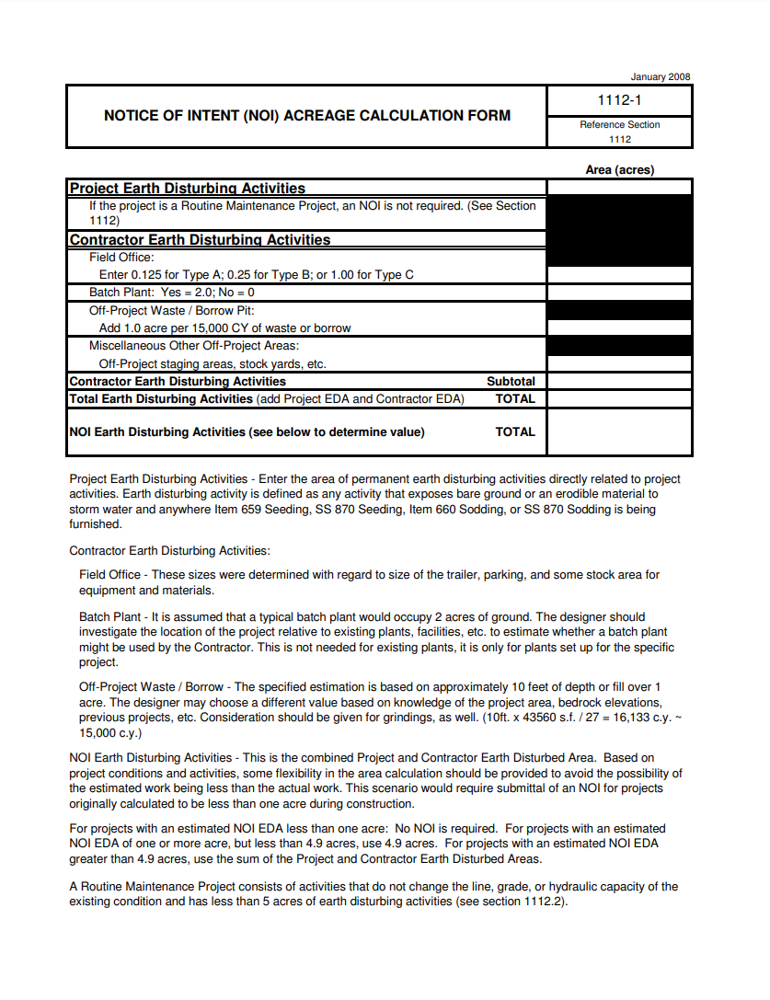 January 2008
NOTICE OF INTENT (NOI) ACREAGE CALCULATION FORM
1112-1
Reference Section
1112
Area (acres)
Project Earth Disturbing Activities
If the project is a Routine Maintenance Project, an NOI is not required. (See Section
1112)
Contractor Earth Disturbing Activities
Field Office:
Enter 0.125 for Type A; 0.25 for Type B; or 1.00 for Type C
Batch Plant:  Yes = 2.0; No = 0
Off-Project Waste / Borrow Pit:
Add 1.0 acre per 15,000 CY of waste or borrow
Miscellaneous Other Off-Project Areas:
Off-Project staging areas, stock yards, etc.
Contractor Earth Disturbing Activities Subtotal
Total Earth Disturbing Activities (add Project EDA and Contractor EDA) TOTAL
NOI Earth Disturbing Activities (see below to determine value) TOTAL
Project Earth Disturbing Activities - Enter the area of permanent earth disturbing activities directly related to project
activities. Earth disturbing activity is defined as any activity that exposes bare ground or an erodible material to
storm water and anywhere Item 659 Seeding, SS 870 Seeding, Item 660 Sodding, or SS 870 Sodding is being
furnished.
Contractor Earth Disturbing Activities:
Field Office - These sizes were determined with regard to size of the trailer, parking, and some stock area for
equipment and materials.
Batch Plant - It is assumed that a typical batch plant would occupy 2 acres of ground. The designer should
investigate the location of the project relative to existing plants, facilities, etc. to estimate whether a batch plant
might be used by the Contractor. This is not needed for existing plants, it is only for plants set up for the specific
project.
Off-Project Waste / Borrow - The specified estimation is based on approximately 10 feet of depth or fill over 1
acre. The designer may choose a different value based on knowledge of the project area, bedrock elevations,
previous projects, etc. Consideration should be given for grindings, as well. (10ft. x 43560 s.f. / 27 = 16,133 c.y. ~
15,000 c.y.)
NOI Earth Disturbing Activities - This is the combined Project and Contractor Earth Disturbed Area.  Based on
project conditions and activities, some flexibility in the area calculation should be provided to avoid the possibility of
the estimated work being less than the actual work. This scenario would require submittal of an NOI for projects
originally calculated to be less than one acre during construction.
For projects with an estimated NOI EDA less than one acre:  No NOI is required.  For projects with an estimated
NOI EDA of one or more acre, but less than 4.9 acres, use 4.9 acres.  For projects with an estimated NOI EDA
greater than 4.9 acres, use the sum of the Project and Contractor Earth Disturbed Areas.
A Routine Maintenance Project consists of activities that do not change the line, grade, or hydraulic capacity of the
existing condition and has less than 5 acres of earth disturbing activities (see section 1112.2).